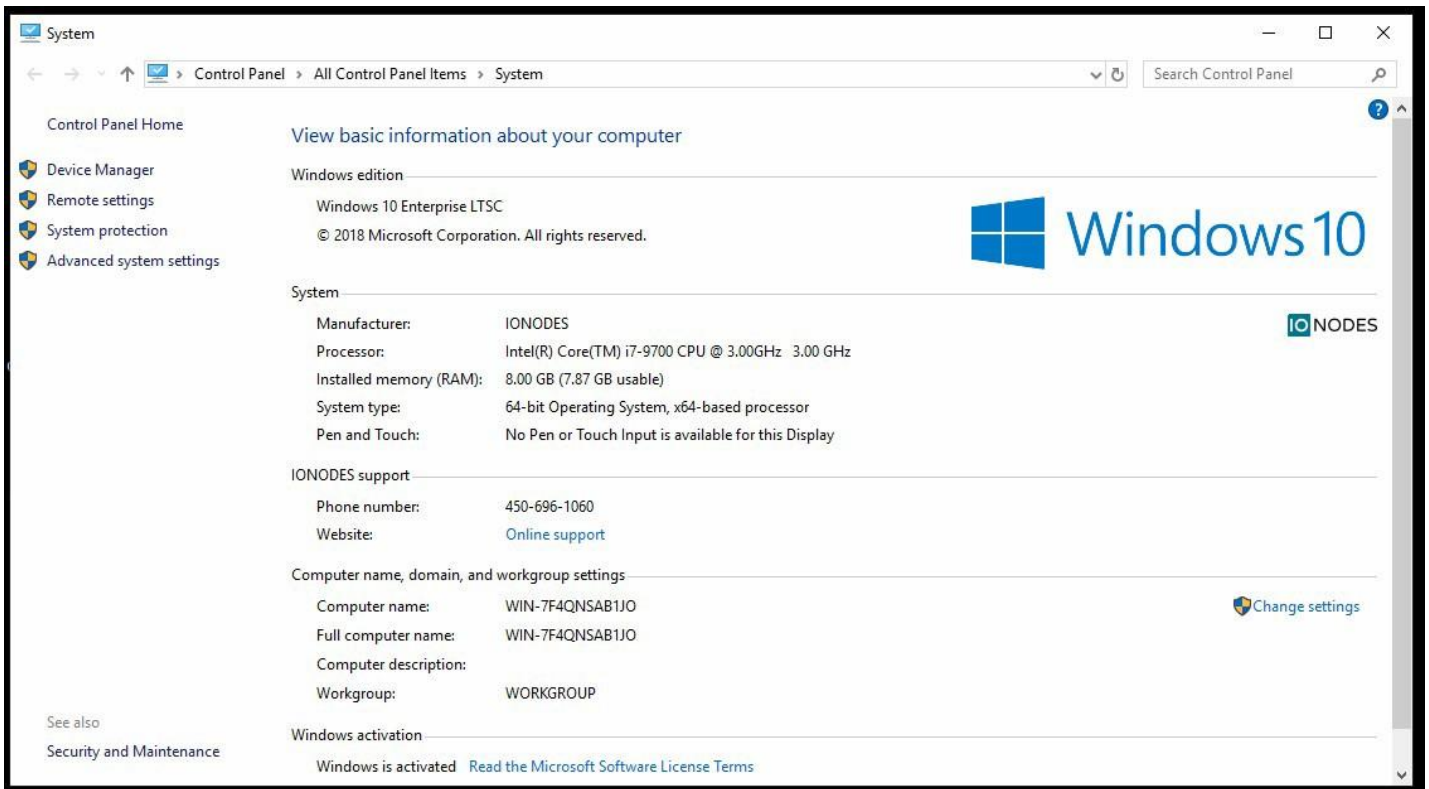 System
Control Panel > All Control Panel Items > System
Search Control Panel
?
Control Panel Home
Device Manager
Remote settings
System protection
Advanced system settings
See also
Security and Maintenance
View basic information about your computer
Windows edition
Windows 10 Enterprise LTSC
© 2018 Microsoft Corporation. All rights reserved.
Windows 10
System
Manufacturer: IONODES
IO NODES
Processor: Intel(R) Core(TM) i7-9700 CPU @ 3.00GHz 3.00 GHz
Installed memory (RAM): 8.00 GB (7.87 GB usable)
System type: 64-bit Operating System, x64-based processor
Pen and Touch: No Pen or Touch Input is available for this Display
IONODES support
Phone number: 450-696-1060
Website: Online support
Computer name, domain, and workgroup settings
Computer name: WIN-7F4QNSAB1JO
Change settings
Full computer name: WIN-7F4QNSAB1JO
Computer description:
Workgroup: WORKGROUP
Windows activation
Windows is activated Read the Microsoft Software License Terms